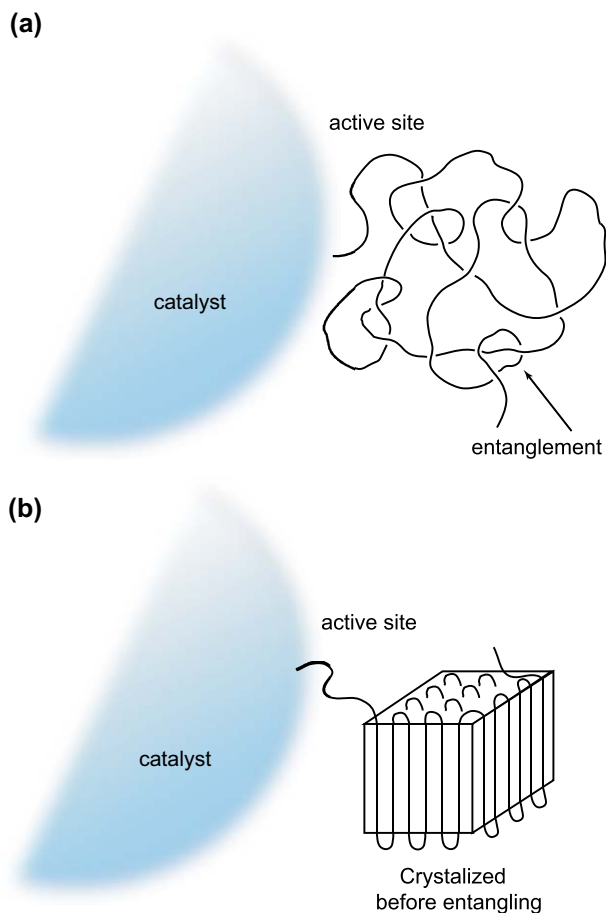 (a)
active site
catalyst
entanglement
(b)
active site
catalyst
Crystalized
before entangling